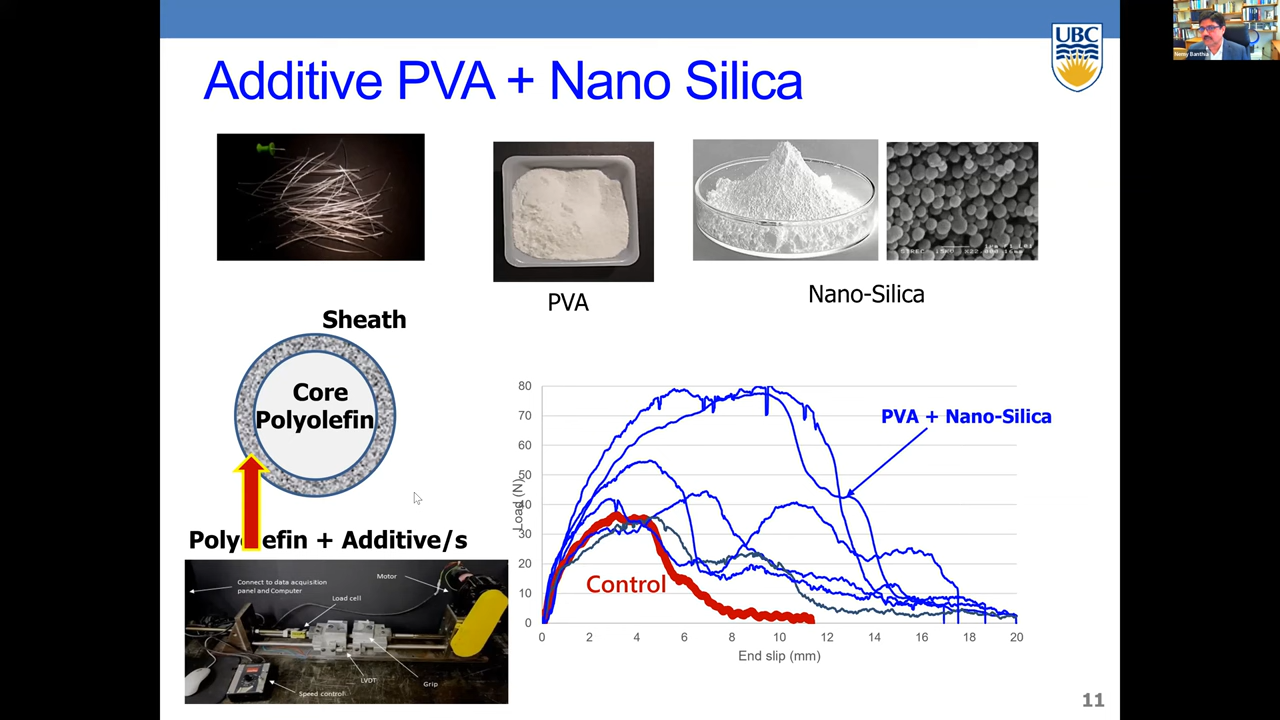 Additive PVA + Nano Silica
UBC
Nemy Banthia
PVA
Nano-Silica
Sheath
Core
Polyolefin
Polyolefin + Additive/s
Connect to data acquisition
panel and Computer
Load cell
Motor
LVDT
Grip
Speed control
80
70
60
50
40
30
20
10
0
Load (N)
PVA + Nano-Silica
Control
0 2 4 6 8 10 12 14 16 18 20
End slip (mm)
11